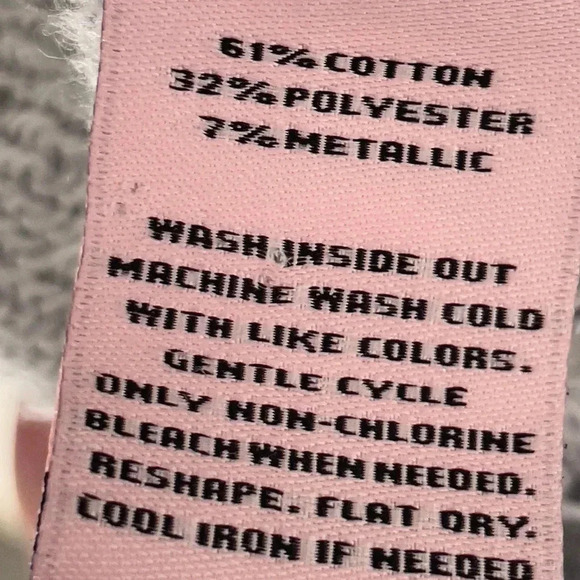 61% COTTON
32% POLYESTER
7% METALLIC
WASH INSIDE OUT
MACHINE WASH COLD
WITH LIKE COLORS.
GENTLE CYCLE
ONLY NON-CHLORINE
BLEACH WHEN NEEDED.
RESHAPE. FLAT DRY.
COOL IRON IF NEEDED